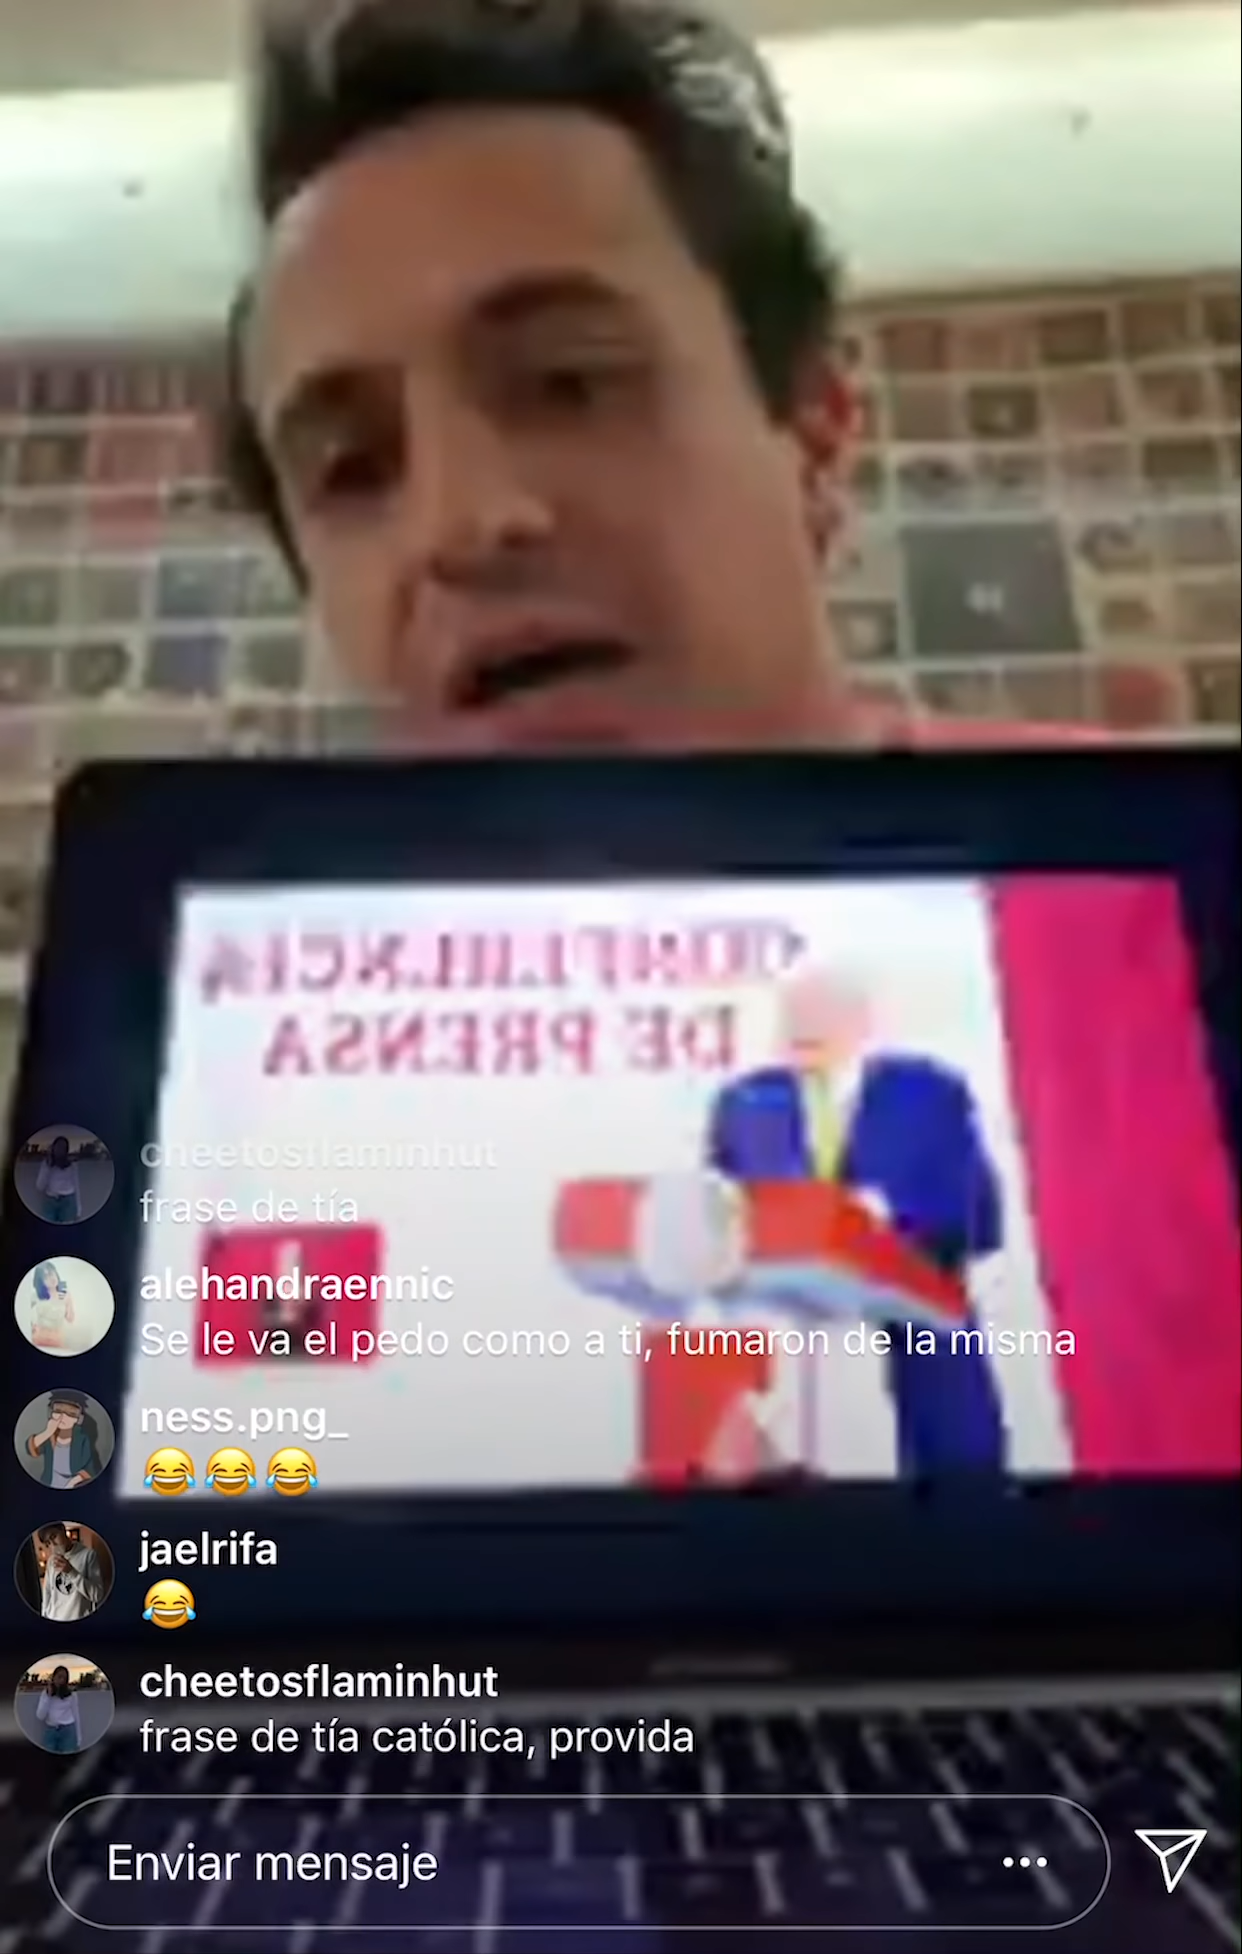 CONFERENCIA
DE PRENSA
cheetosflaminhut
frase de tía
alehandraennic
Se le va el pedo como a ti, fumaron de la misma
ness.png_
😂😂😂
jaelrifa
😂
cheetosflaminhut
frase de tía católica, provida
Enviar mensaje